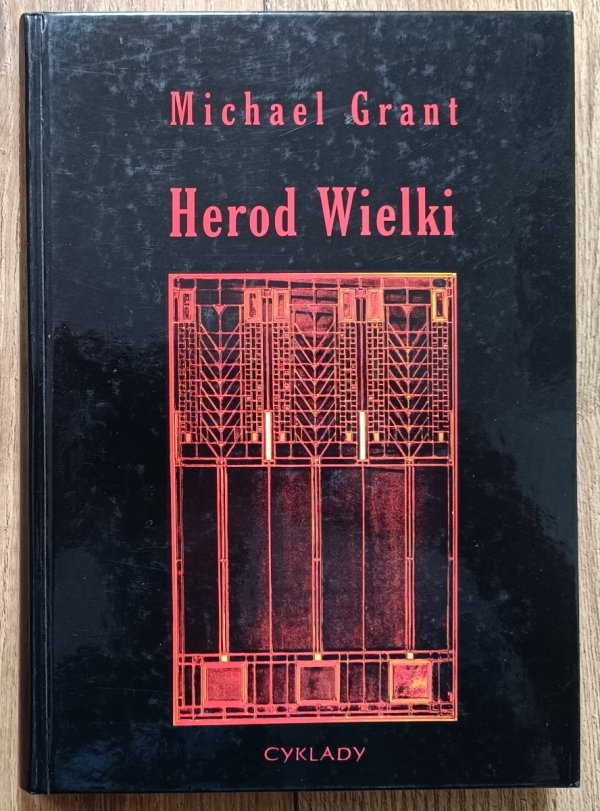 Michael Grant
Herod Wielki
CYKLADY